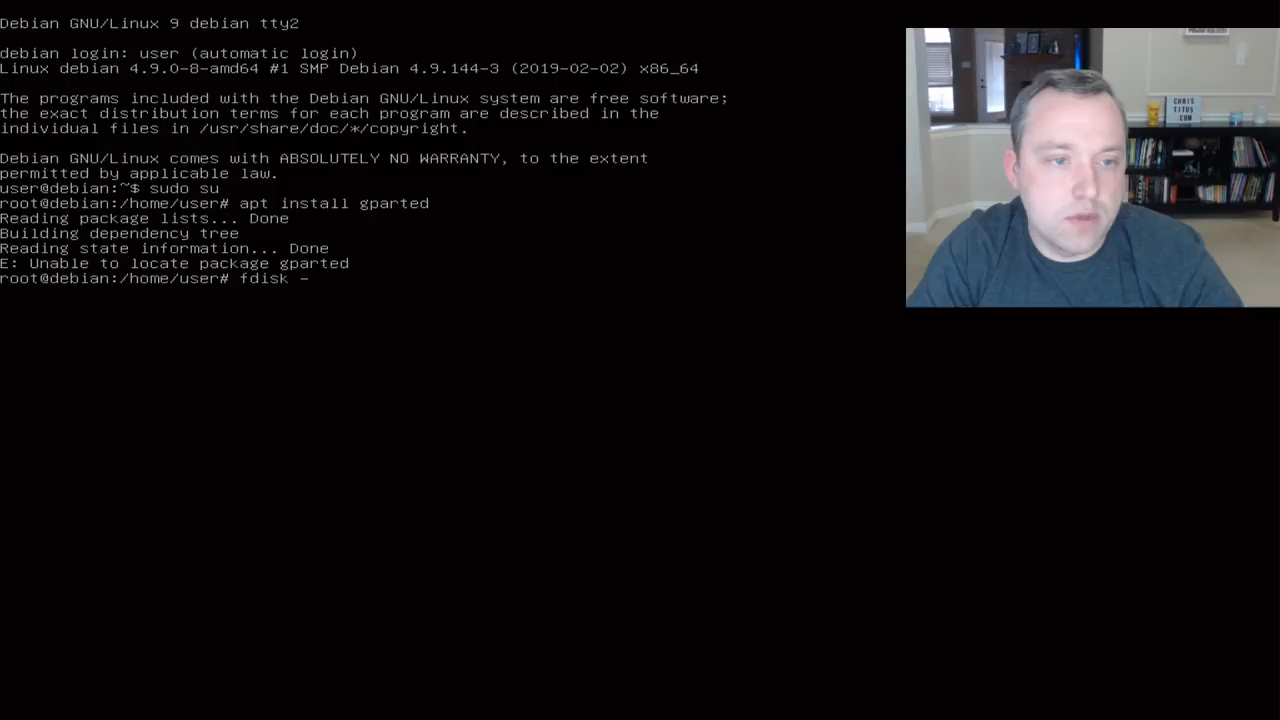 Debian GNU/Linux 9 debian tty2
debian login: user (automatic login)
Linux debian 4.9.0-8-amd64 #1 SMP Debian 4.9.144-3 (2019-02-02) x86_64
The programs included with the Debian GNU/Linux system are free software;
the exact distribution terms for each program are described in the
individual files in /usr/share/doc/*/copyright.
Debian GNU/Linux comes with ABSOLUTELY NO WARRANTY, to the extent
permitted by applicable law.
user@debian:~$ sudo su
root@debian:/home/user# apt install gparted
Reading package lists... Done
Building dependency tree
Reading state information... Done
E: Unable to locate package gparted
root@debian:/home/user# fdisk -
CHRIS
TITUS
.COM